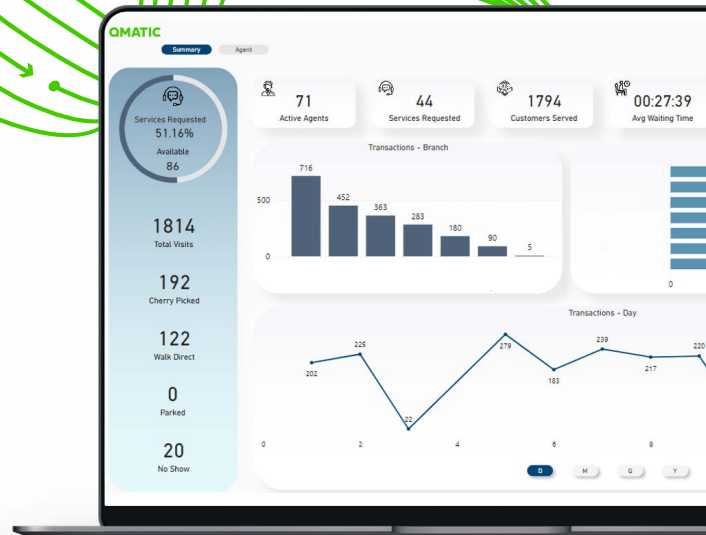 QMATIC
Summary
Agent
Services Requested
51.16%
Available
86
1814
Total Visits
192
Cherry Picked
122
Walk Direct
0
Parked
20
No Show
71
Active Agents
44
Services Requested
1794
Customers Served
00:27:39
Avg Waiting Time
Transactions - Branch
500
0
716
452
363
283
180
90
5
0
Transactions - Day
202
225
22
279
183
239
217
220
0
2
4
6
8
D
M
Q
Y